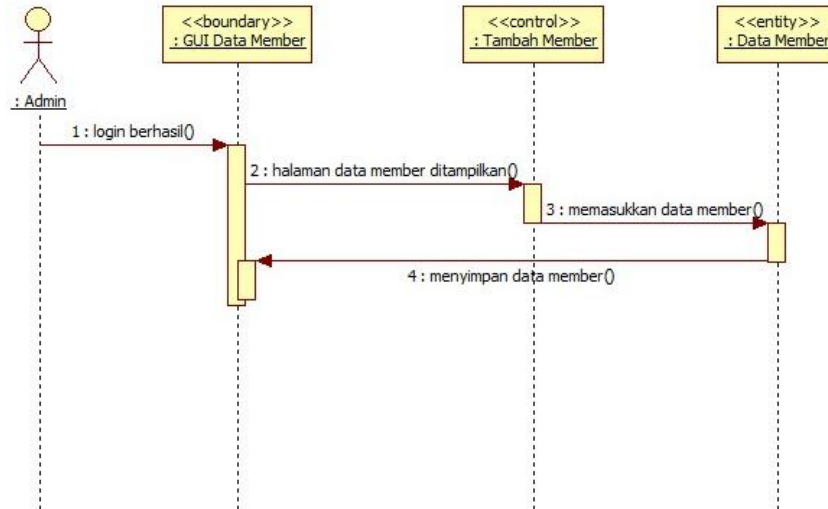 <<boundary>>
: GUI Data Member
<<control>>
: Tambah Member
<<entity>>
: Data Member
: Admin
1 : login berhasil()
2 : halaman data member ditampilkan()
3 : memasukkan data member()
4 : menyimpan data member()